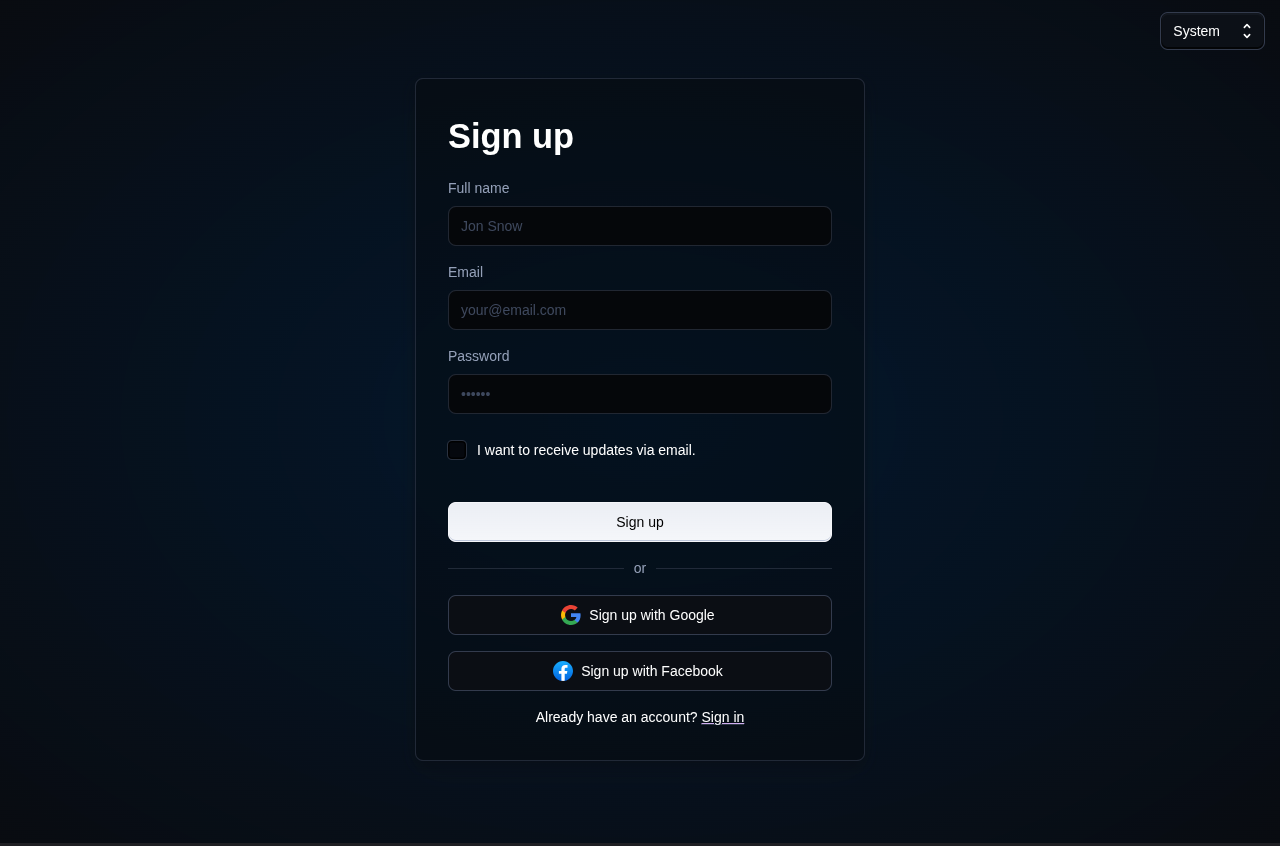 System
Sign up
Full name
Jon Snow
Email
your@email.com
Password
••••••
I want to receive updates via email.
Sign up
or
Sign up with Google
Sign up with Facebook
Already have an account? Sign in